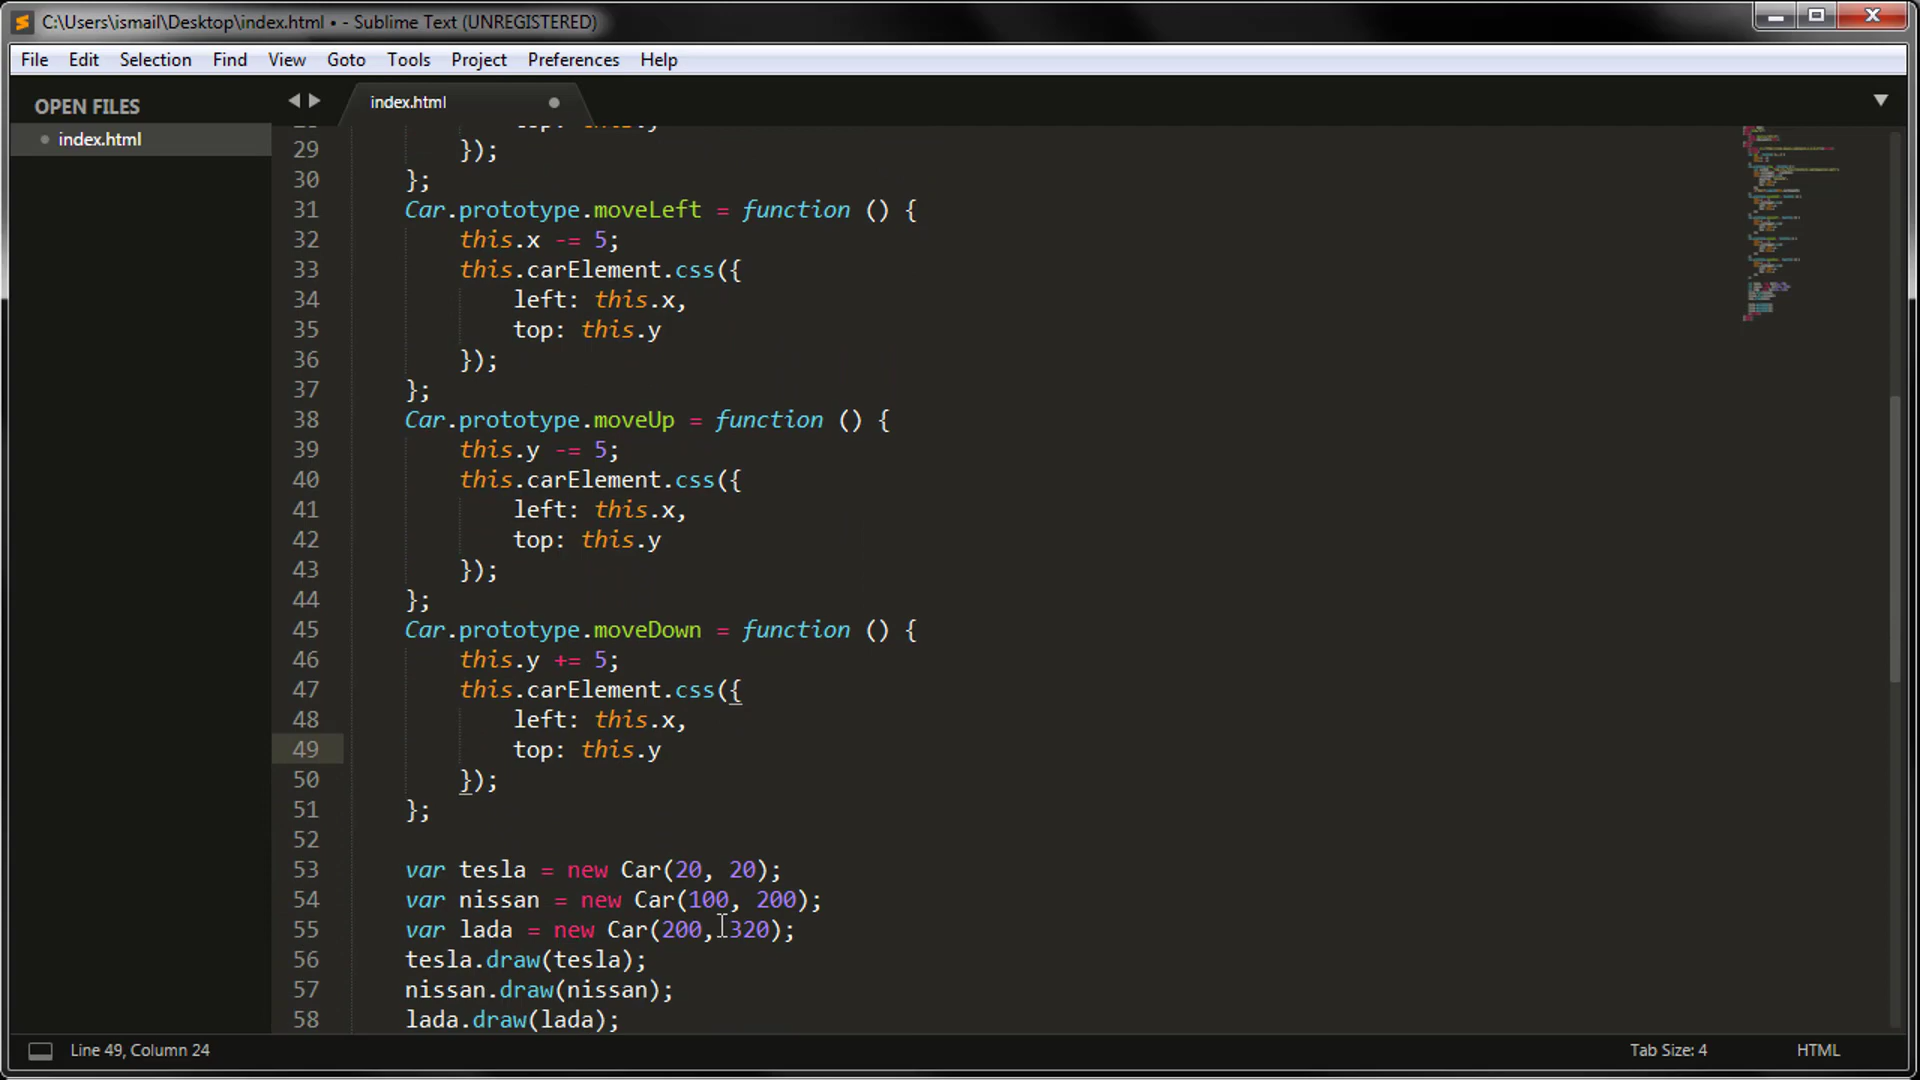 C:\Users\ismail\Desktop\index.html • - Sublime Text (UNREGISTERED)
File Edit Selection Find View Goto Tools Project Preferences Help
OPEN FILES
index.html
index.html
29 });
30 };
31 Car.prototype.moveLeft = function () {
32 this.x -= 5;
33 this.carElement.css({
34 left: this.x,
35 top: this.y
36 });
37 };
38 Car.prototype.moveUp = function () {
39 this.y -= 5;
40 this.carElement.css({
41 left: this.x,
42 top: this.y
43 });
44 };
45 Car.prototype.moveDown = function () {
46 this.y += 5;
47 this.carElement.css({
48 left: this.x,
49 top: this.y
50 });
51 };
52
53 var tesla = new Car(20, 20);
54 var nissan = new Car(100, 200);
55 var lada = new Car(200, 320);
56 tesla.draw(tesla);
57 nissan.draw(nissan);
58 lada.draw(lada);
Line 49, Column 24
Tab Size: 4
HTML